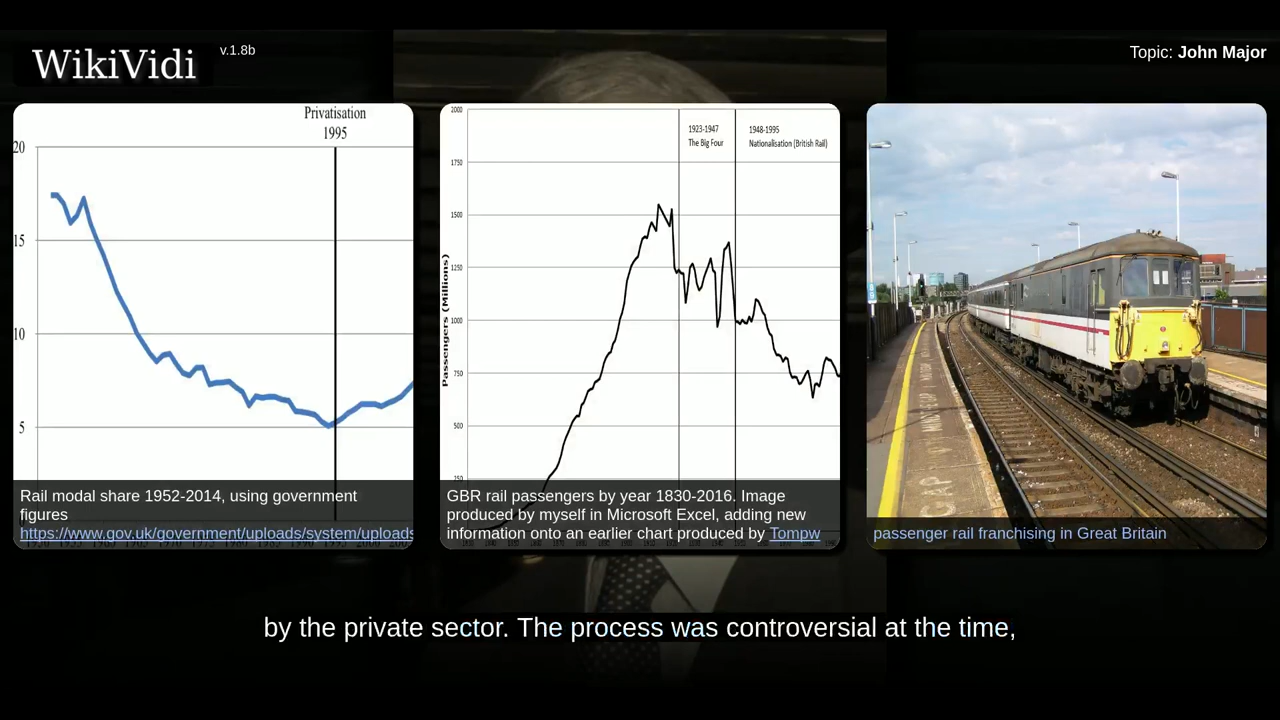 WikiVidi
v.1.8b
Topic: John Major
Privatisation
1995
20
15
10
5
Rail modal share 1952-2014, using government
figures
https://www.gov.uk/government/uploads/system/uploads
2000
1750
1500
1250
1000
750
500
250
Passengers (Millions)
1923-1947
The Big Four
1948-1995
Nationalisation (British Rail)
GBR rail passengers by year 1830-2016. Image
produced by myself in Microsoft Excel, adding new
information onto an earlier chart produced by Tompw
MIND THE GAP
passenger rail franchising in Great Britain
by the private sector. The process was controversial at the time,